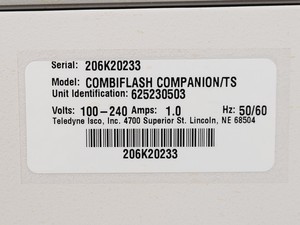 Serial: 206K20233
Model: COMBIFLASH COMPANION/TS
Unit Identification: 625230503
Volts: 100-240 Amps: 1.0 Hz: 50/60
Teledyne Isco, Inc. 4700 Superior St. Lincoln, NE 68504
206K20233